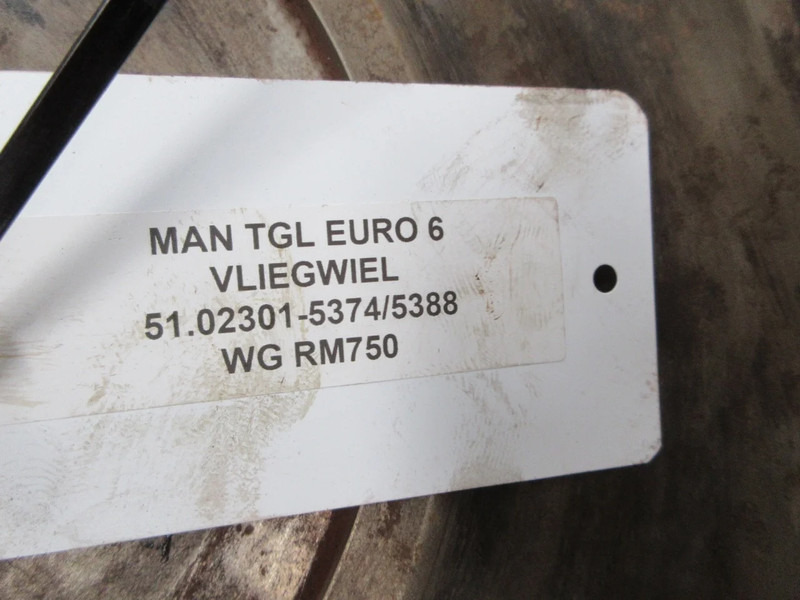 MAN TGL EURO 6
VLIEGWIEL
51.02301-5374/5388
WG RM750